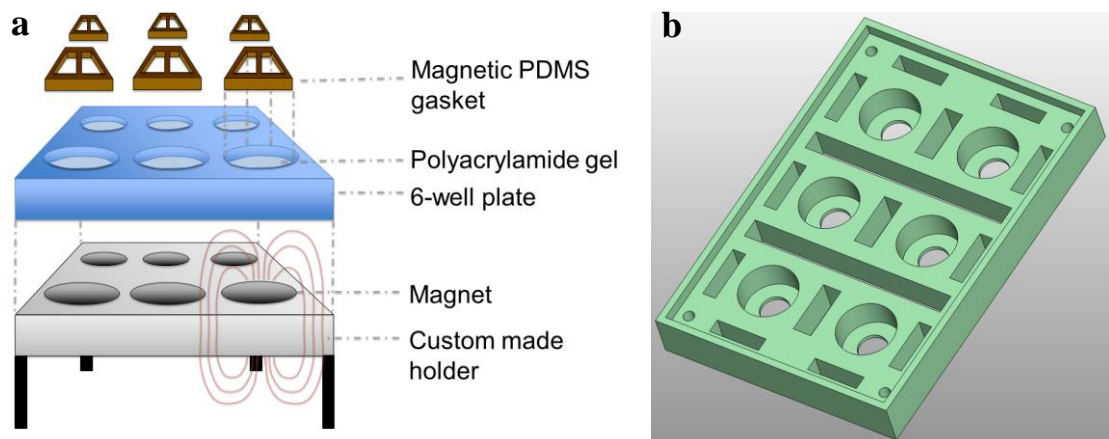 a
Magnetic PDMS
gasket
Polyacrylamide gel
6-well plate
Magnet
Custom made
holder
b